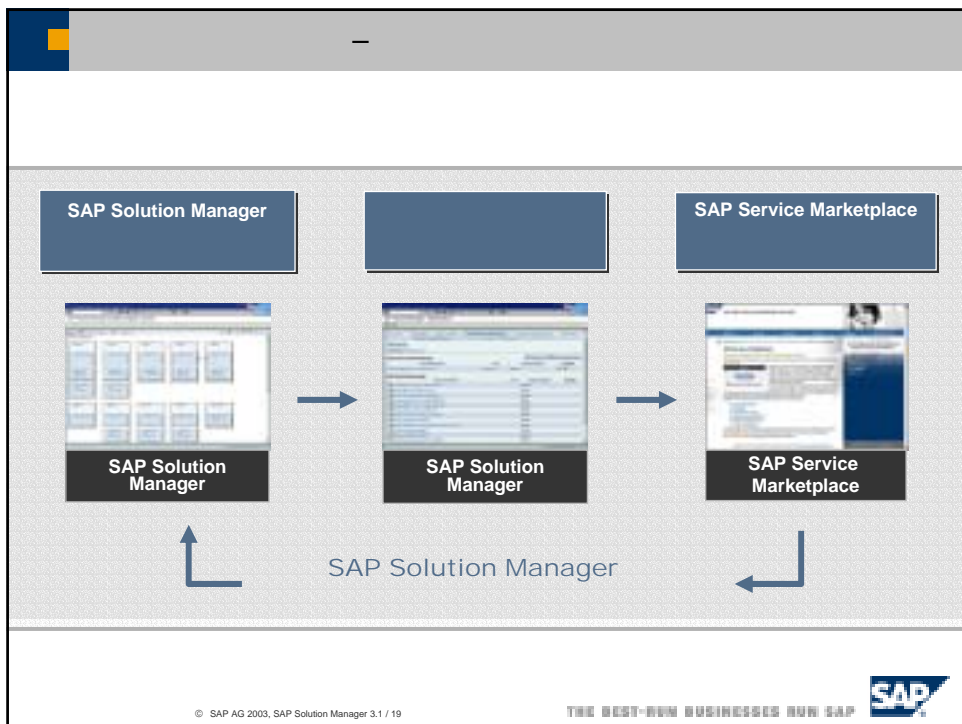 –
SAP Solution Manager
SAP Service Marketplace
SAP Solution
Manager
SAP Solution
Manager
SAP Service
Marketplace
SAP Solution Manager
© SAP AG 2003, SAP Solution Manager 3.1 / 19
THE BEST-RUN BUSINESSES RUN SAP
SAP